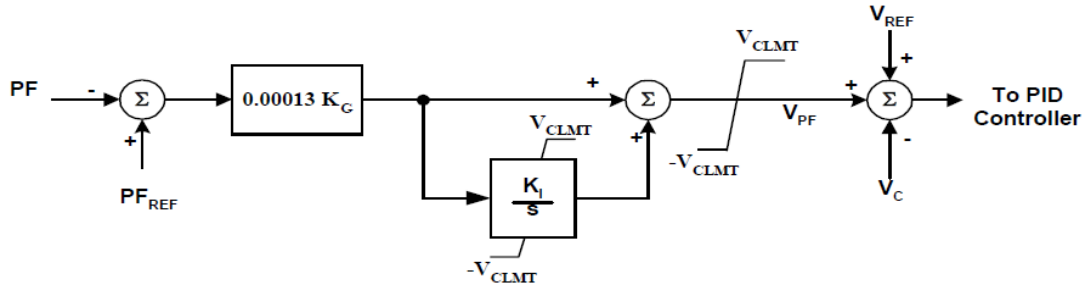 PF
-
Σ
+
PF_REF
0.00013 K_G
+
Σ
+
V_CLMT
K_I
s
-V_CLMT
V_CLMT
-V_CLMT
V_PF
V_REF
+
+
Σ
-
V_C
To PID
Controller